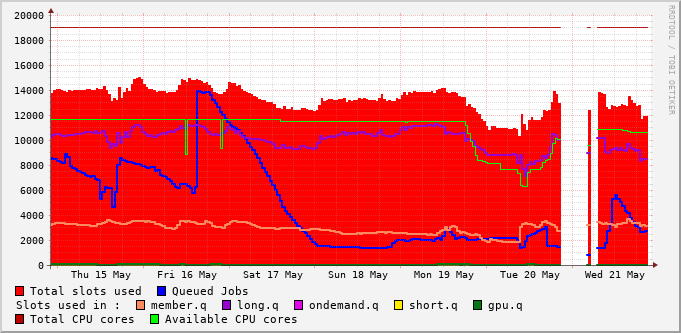 20000
18000
16000
14000
12000
10000
8000
6000
4000
2000
0
Thu 15 May Fri 16 May Sat 17 May Sun 18 May Mon 19 May Tue 20 May Wed 21 May
Total slots used Queued Jobs
Slots used in : member.q long.q ondemand.q short.q gpu.q
Total CPU cores Available CPU cores
RRDTOOL / TOBI OETIKER